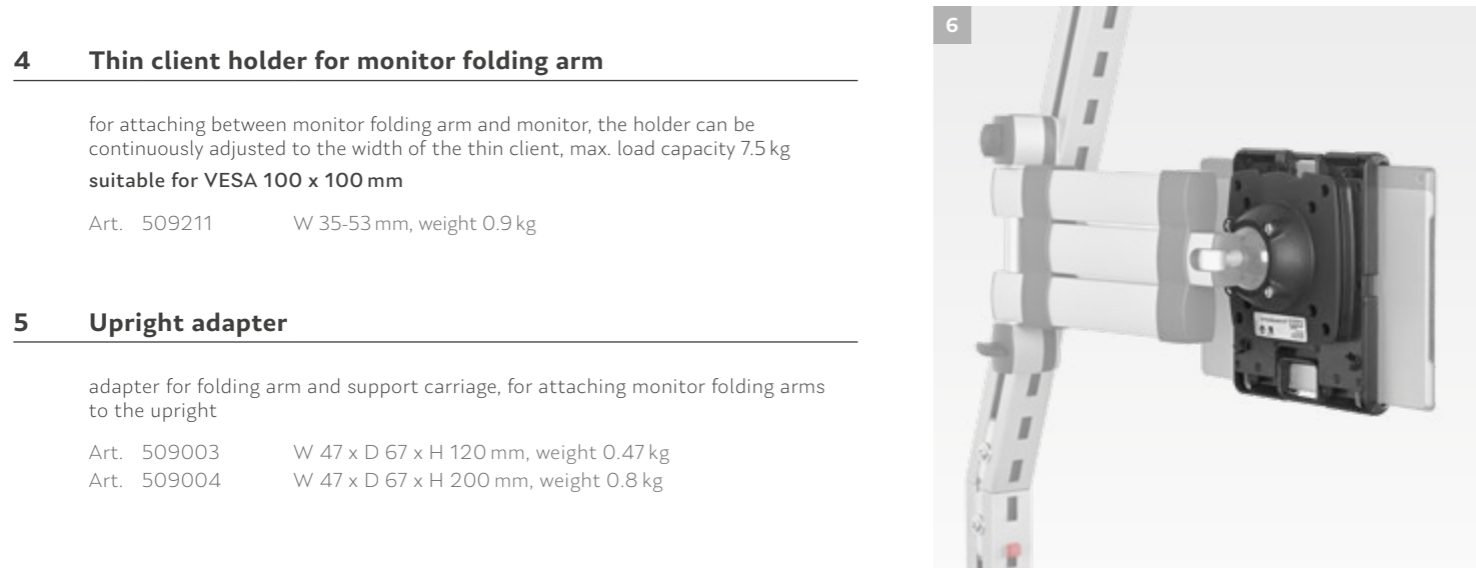 4 Thin client holder for monitor folding arm
for attaching between monitor folding arm and monitor, the holder can be
continuously adjusted to the width of the thin client, max. load capacity 7.5 kg
suitable for VESA 100 x 100 mm
Art. 509211 W 35-53 mm, weight 0.9 kg
5 Upright adapter
adapter for folding arm and support carriage, for attaching monitor folding arms
to the upright
Art. 509003 W 47 x D 67 x H 120 mm, weight 0.47 kg
Art. 509004 W 47 x D 67 x H 200 mm, weight 0.8 kg
6